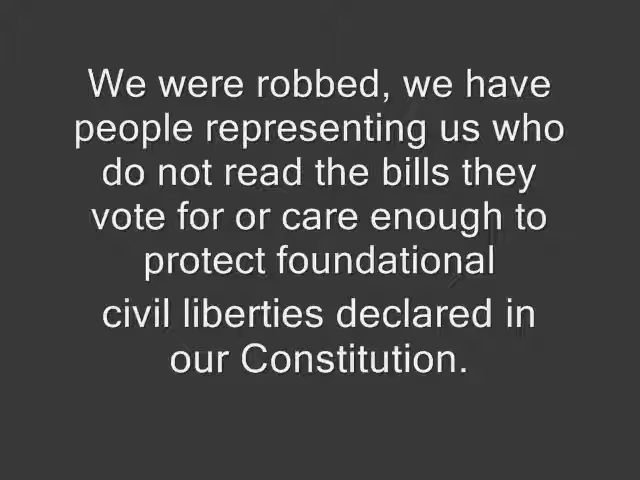 We were robbed, we have
people representing us who
do not read the bills they
vote for or care enough to
protect foundational
civil liberties declared in
our Constitution.